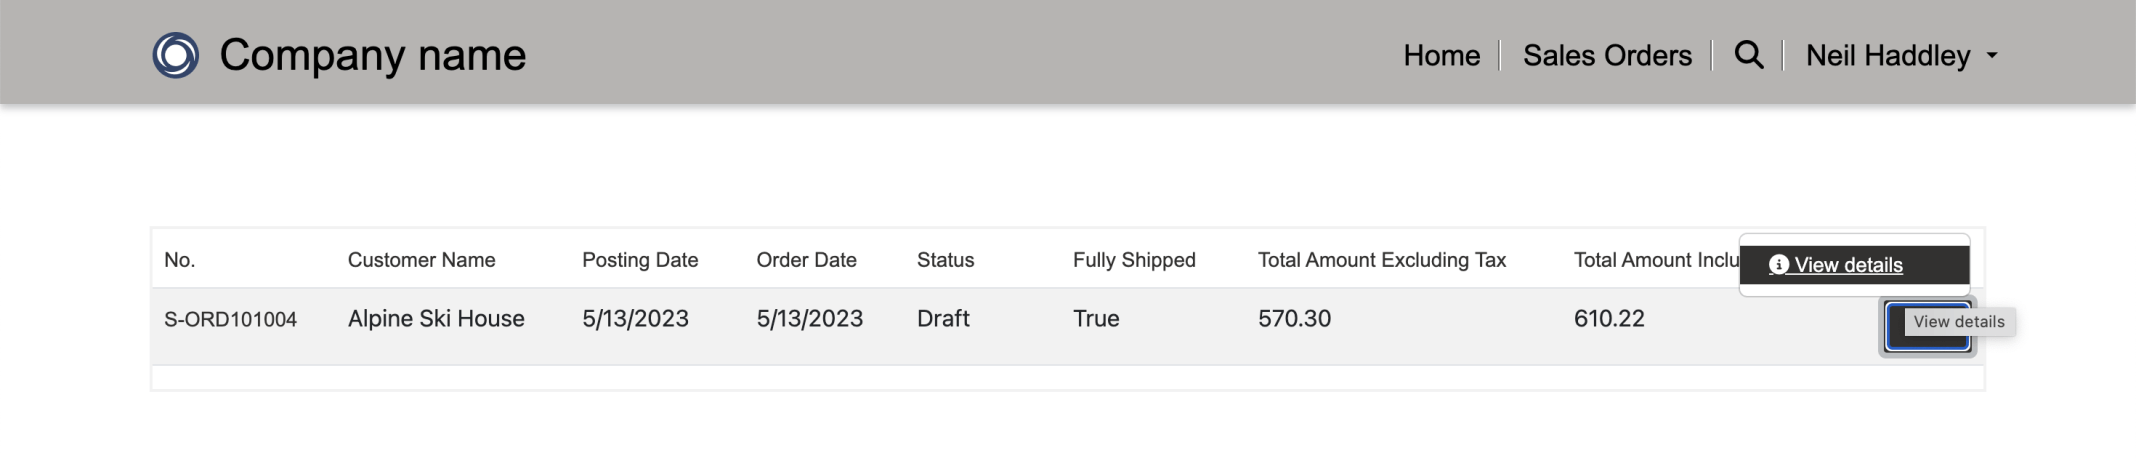 Company name
Home
Sales Orders
Neil Haddley
No. Customer Name Posting Date Order Date Status Fully Shipped Total Amount Excluding Tax Total Amount Inclu
View details
S-ORD101004 Alpine Ski House 5/13/2023 5/13/2023 Draft True 570.30 610.22
View details